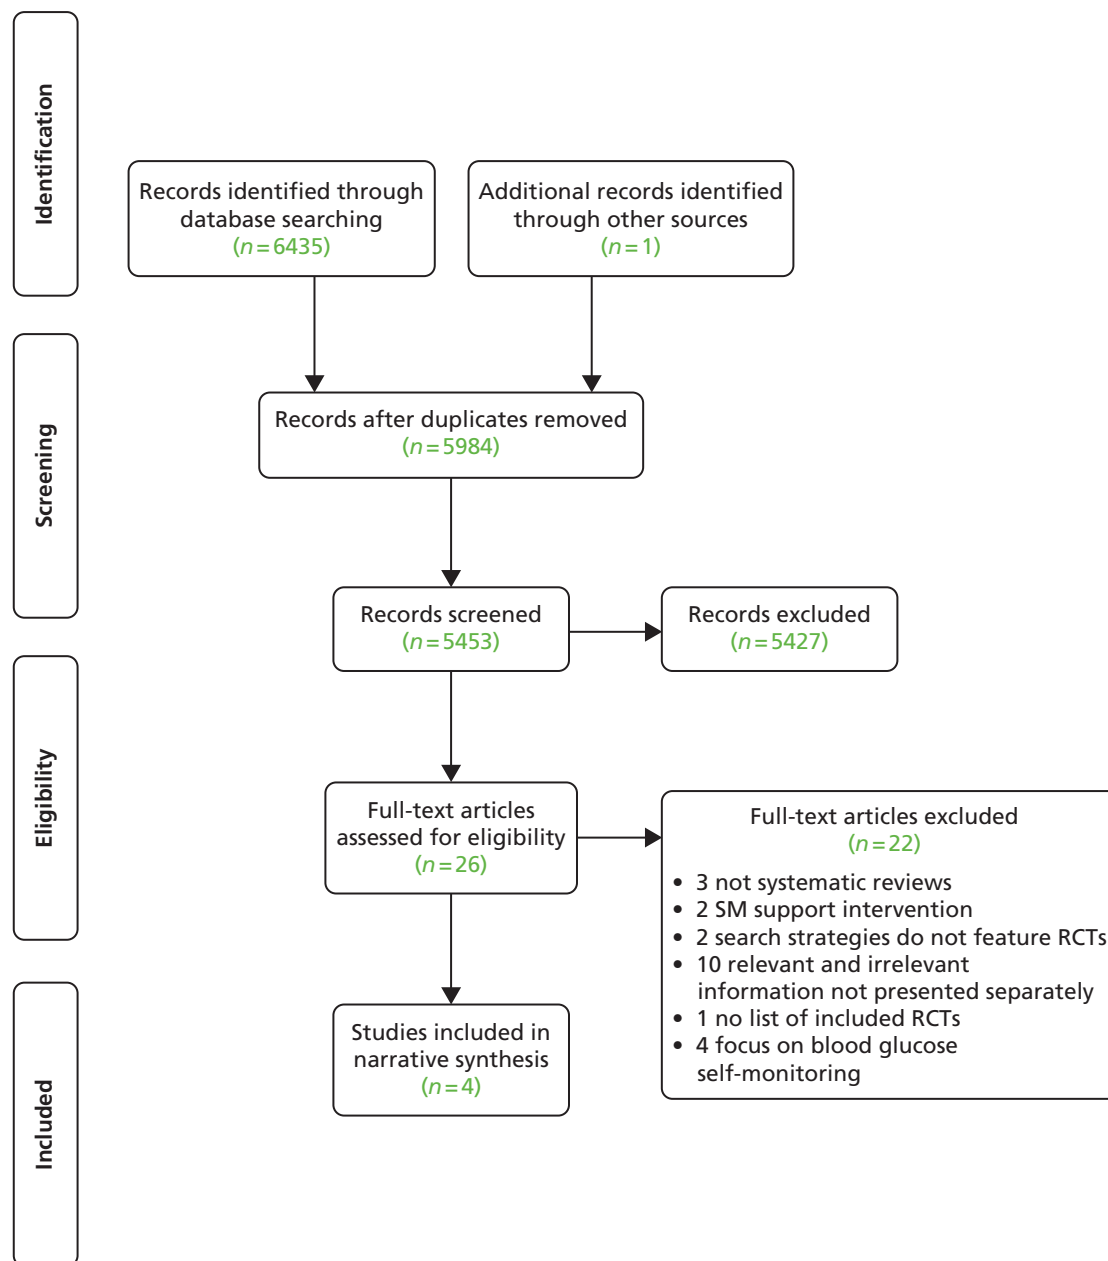 Identification
Records identified through
database searching
(n=6435)
Additional records identified
through other sources
(n=1)
Screening
Records after duplicates removed
(n=5984)
Records screened
(n=5453)
Records excluded
(n=5427)
Eligibility
Full-text articles
assessed for eligibility
(n=26)
Full-text articles excluded
(n=22)
• 3 not systematic reviews
• 2 SM support intervention
• 2 search strategies do not feature RCTs
• 10 relevant and irrelevant
information not presented separately
• 1 no list of included RCTs
• 4 focus on blood glucose
self-monitoring
Included
Studies included in
narrative synthesis
(n=4)